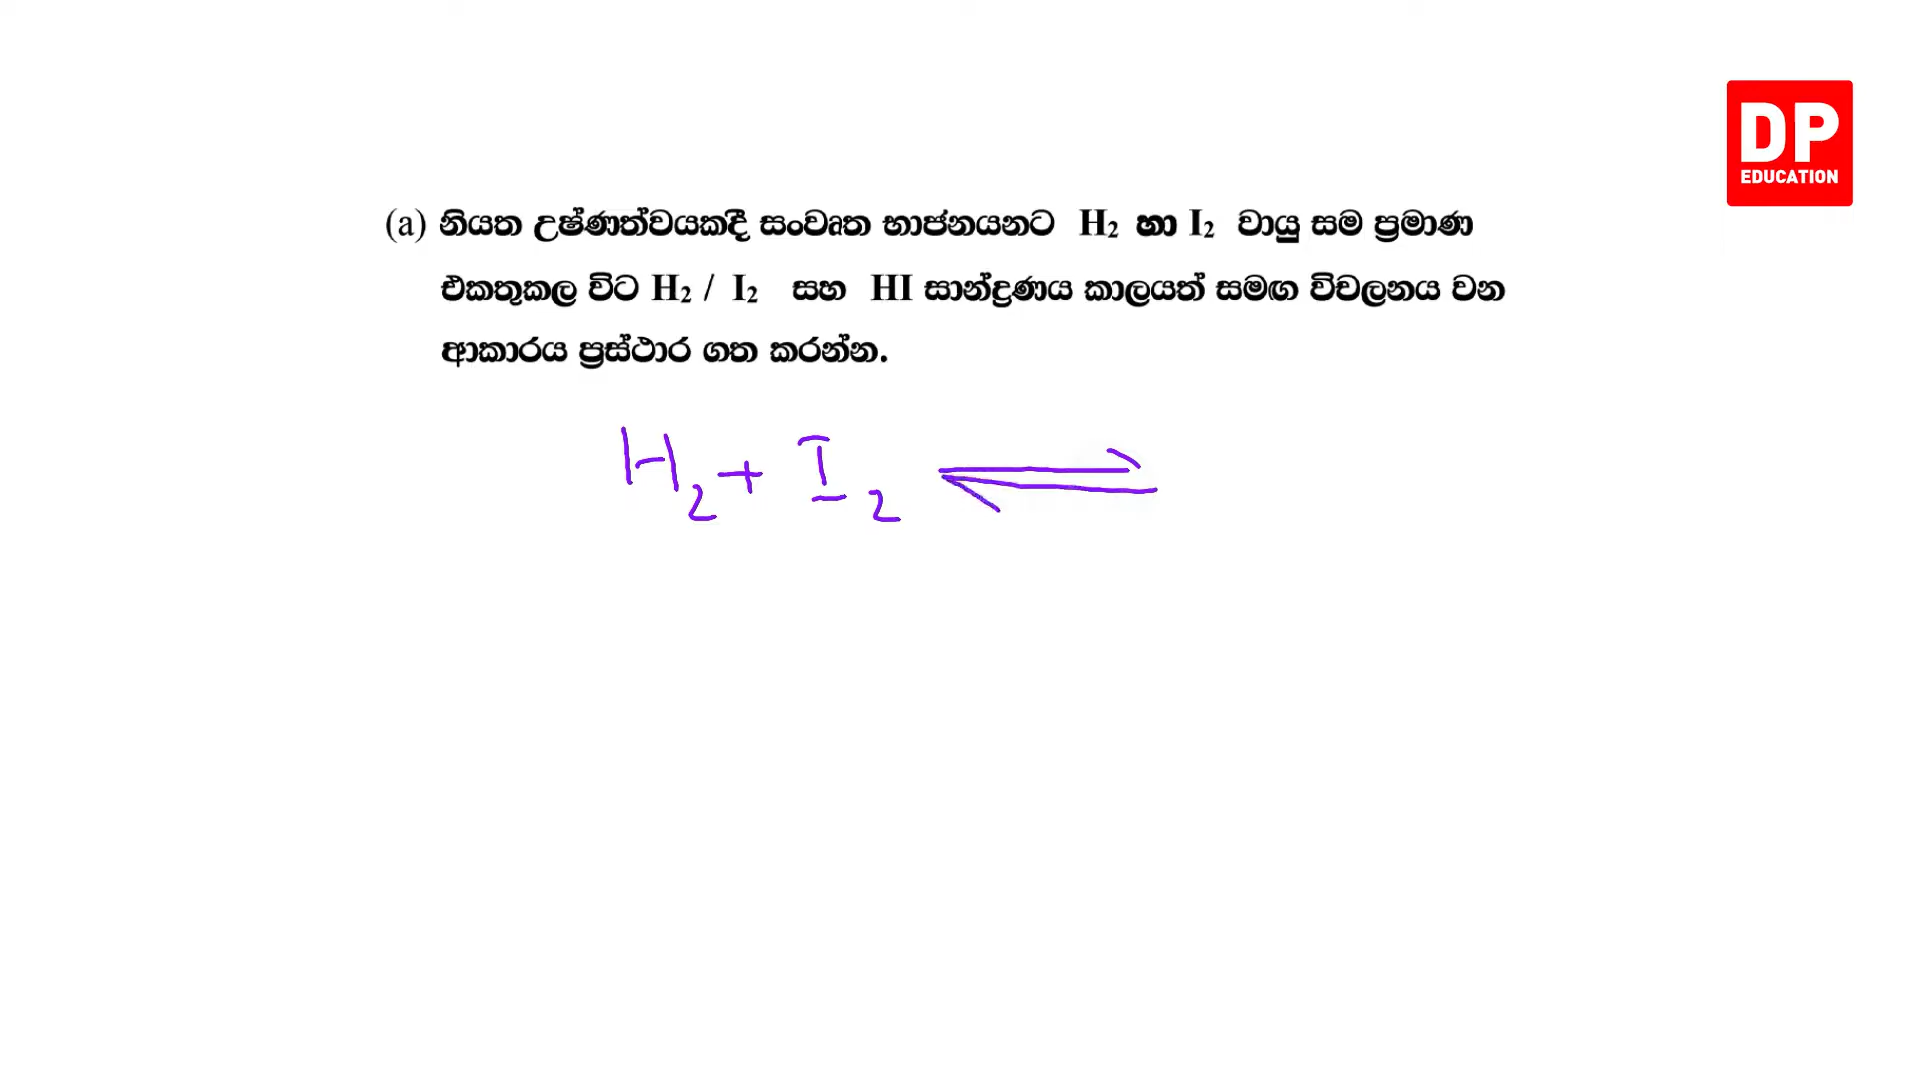 DP
EDUCATION
(a) නියත උෂ්ණත්වයකදී සංවෘත භාජනයනට H₂ හා I₂ වායු සම ප්‍රමාණ
එකතුකල විට H₂ / I₂ සහ HI සාන්ද්‍රණය කාලයත් සමඟ විචලනය වන
ආකාරය ප්‍රස්ථාර ගත කරන්න.
H₂ + I₂ ⇌